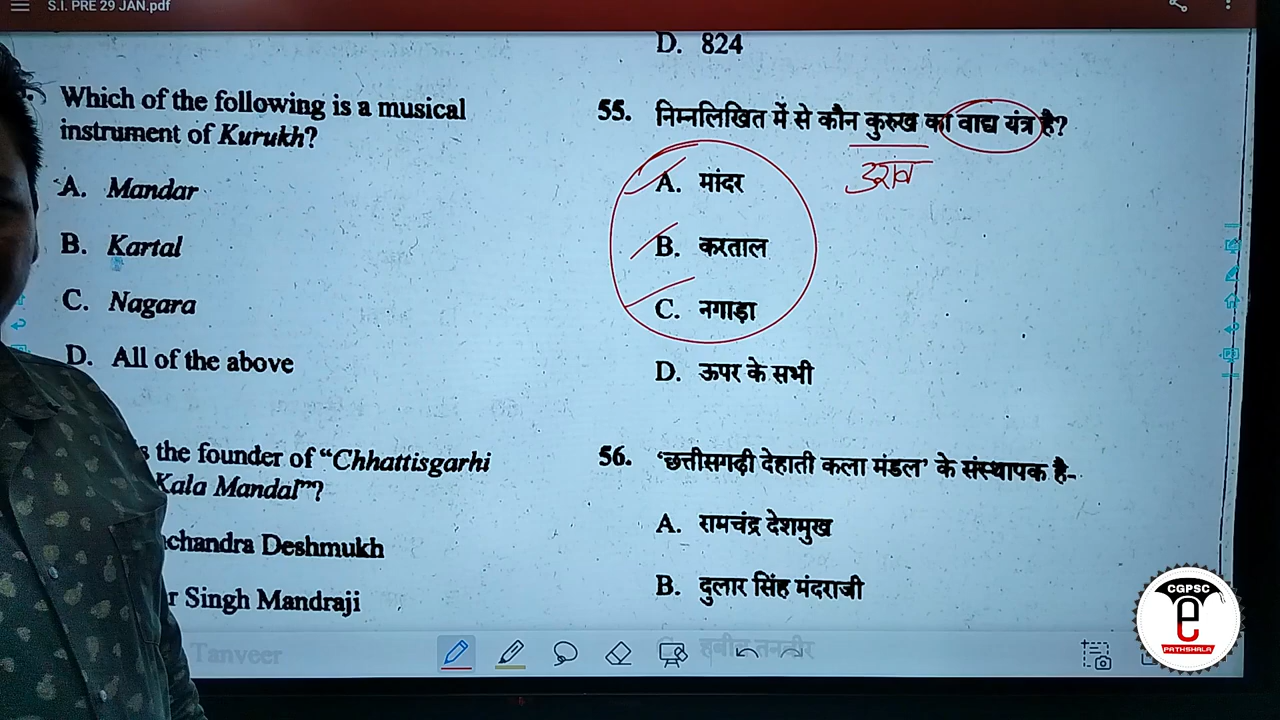 S.I. PRE 29 JAN.pdf
D. 824
Which of the following is a musical
instrument of Kurukh?
A. Mandar
B. Kartal
C. Nagara
D. All of the above
the founder of “Chhattisgarhi
Kala Mandal”?
chandra Deshmukh
r Singh Mandraji
Tanveer
55. निम्नलिखित में से कौन कुरुख का वाद्य यंत्र है?
उरांव
A. मांदर
B. करताल
C. नगाड़ा
D. ऊपर के सभी
56. ‘छत्तीसगढ़ी देहाती कला मंडल’ के संस्थापक है-
A. रामचंद्र देशमुख
B. दुलार सिंह मंदराजी
C. हबीब तनवीर
CGPSC
e
PATHSHALA